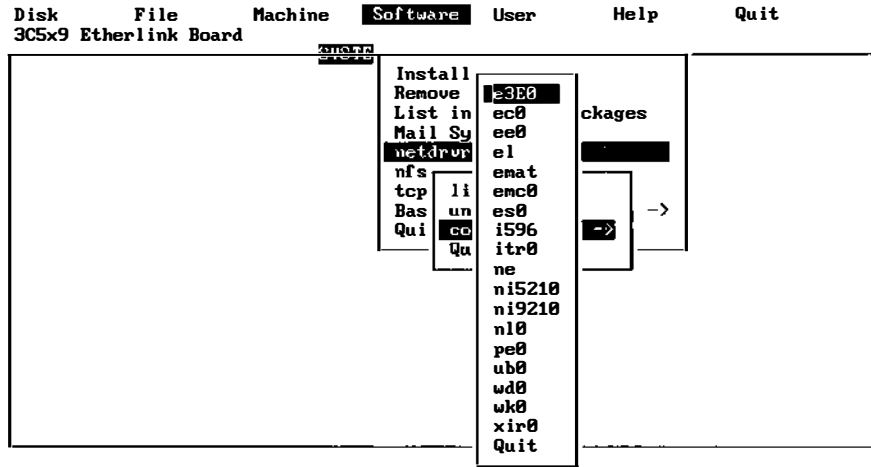 Disk File Machine Software User Help Quit
3C5x9 Etherlink Board
Install
Remove
List in
ckages
Mail Sy
netdrvr
nfs
tcp
Bas
->
Qui
li
un
co
->
Qu
e3E0
ec0
ee0
el
emat
emc0
es0
i596
itr0
ne
ni5210
ni9210
nl0
pe0
ub0
wd0
wk0
xir0
Quit